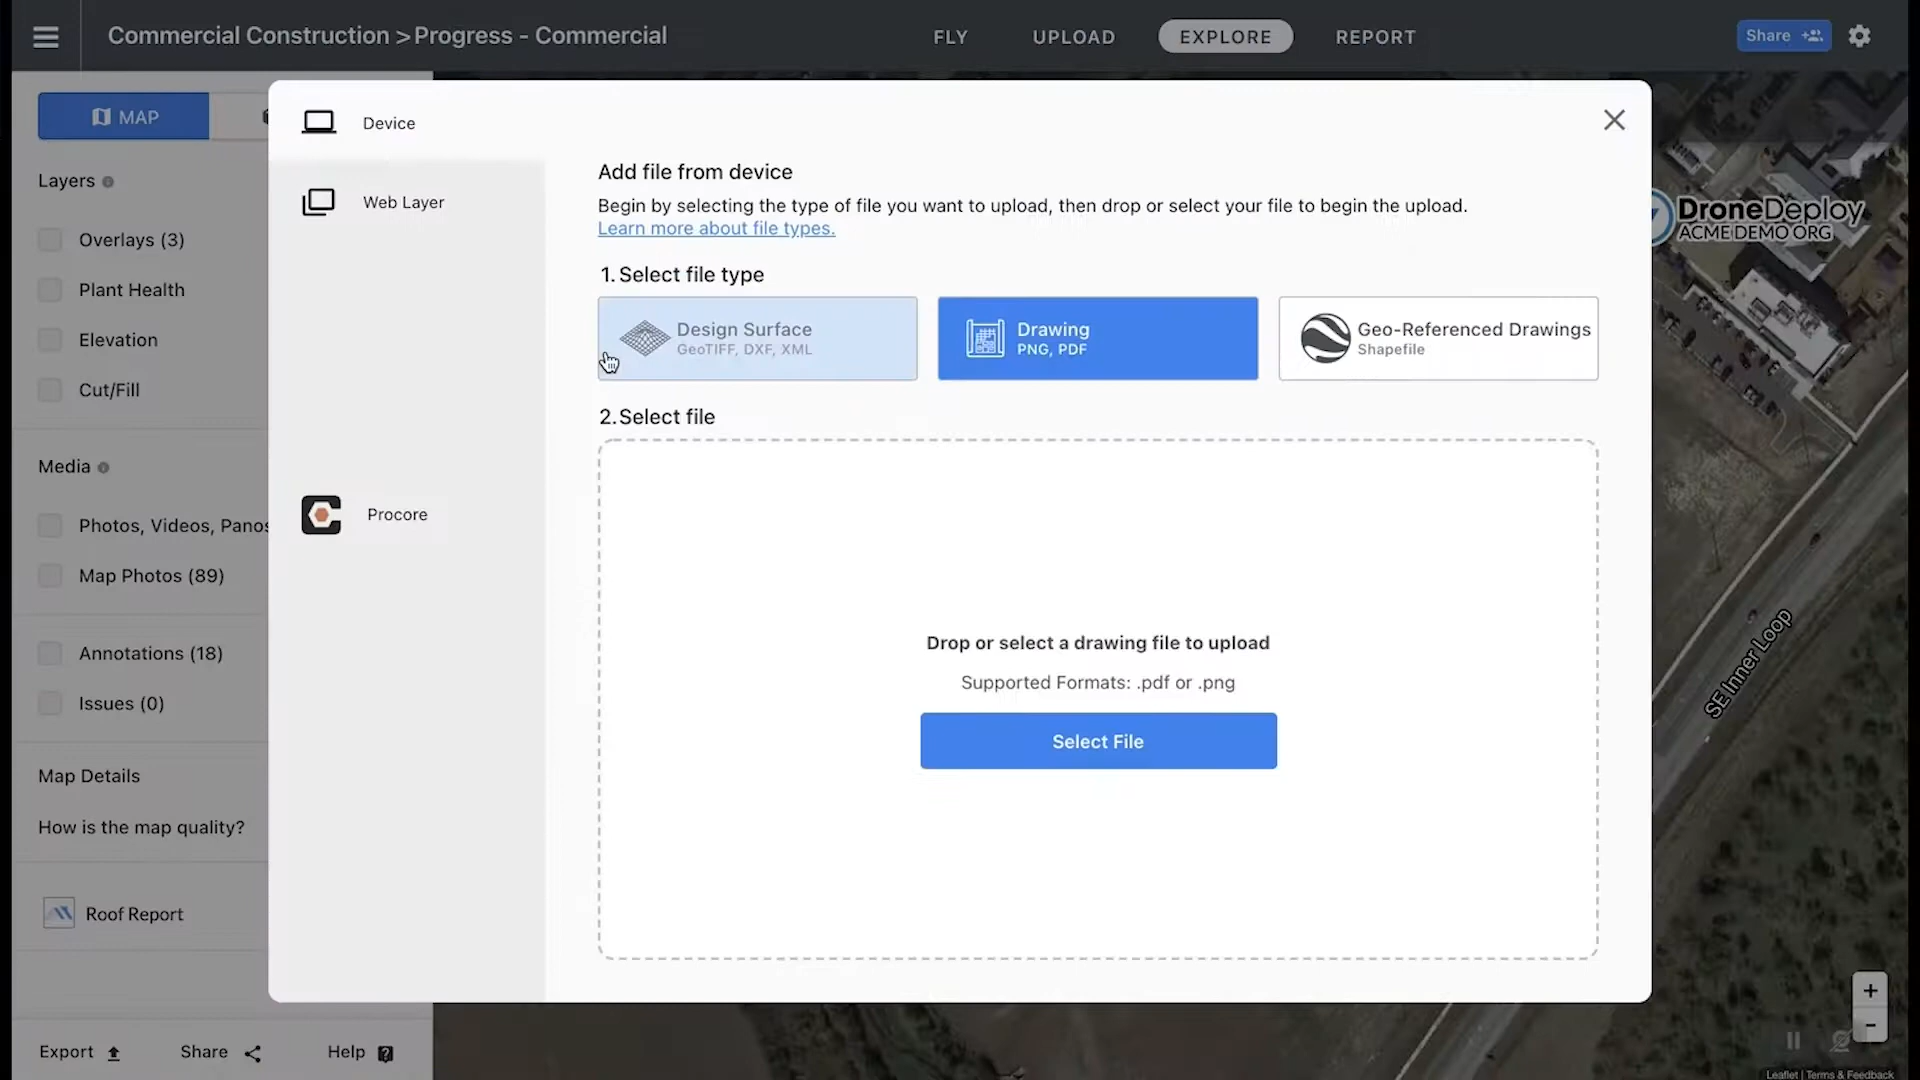 Commercial Construction > Progress - Commercial
FLY
UPLOAD
EXPLORE
REPORT
Share
MAP
Layers
Overlays (3)
Plant Health
Elevation
Cut/Fill
Media
Photos, Videos, Panos
Map Photos (89)
Annotations (18)
Issues (0)
Map Details
How is the map quality?
Roof Report
Export
Share
Help
Device
Web Layer
Procore
Add file from device
Begin by selecting the type of file you want to upload, then drop or select your file to begin the upload.
Learn more about file types.
1. Select file type
Design Surface
GeoTIFF, DXF, XML
Drawing
PNG, PDF
Geo-Referenced Drawings
Shapefile
2. Select file
Drop or select a drawing file to upload
Supported Formats: .pdf or .png
Select File
DroneDeploy
ACME DEMO ORG
SE Inner Loop
+
-
Leaflet | Terms & Feedback